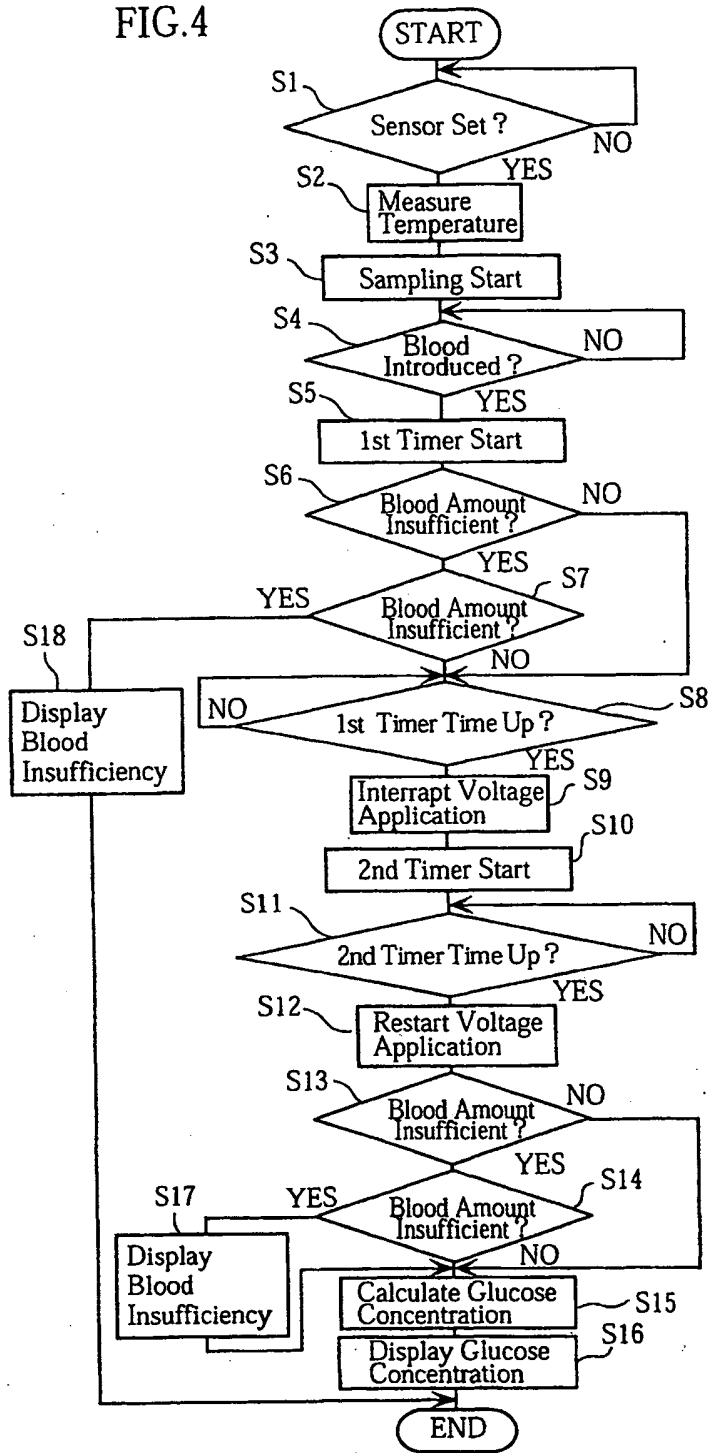 FIG.4
START
S1
Sensor Set ?
NO
YES
S2
Measure
Temperature
S3
Sampling Start
S4
Blood
Introduced ?
NO
YES
S5
1st Timer Start
S6
Blood Amount
Insufficient ?
NO
YES
S7
YES
Blood Amount
Insufficient ?
NO
S18
Display
Blood
Insufficiency
S8
NO
1st Timer Time Up ?
YES
S9
Interrapt Voltage
Application
S10
2nd Timer Start
S11
2nd Timer Time Up ?
NO
YES
S12
Restart Voltage
Application
S13
Blood Amount
Insufficient ?
NO
YES
S14
YES
Blood Amount
Insufficient ?
NO
S17
Display
Blood
Insufficiency
Calculate Glucose
Concentration
S15
Display Glucose
Concentration
S16
END